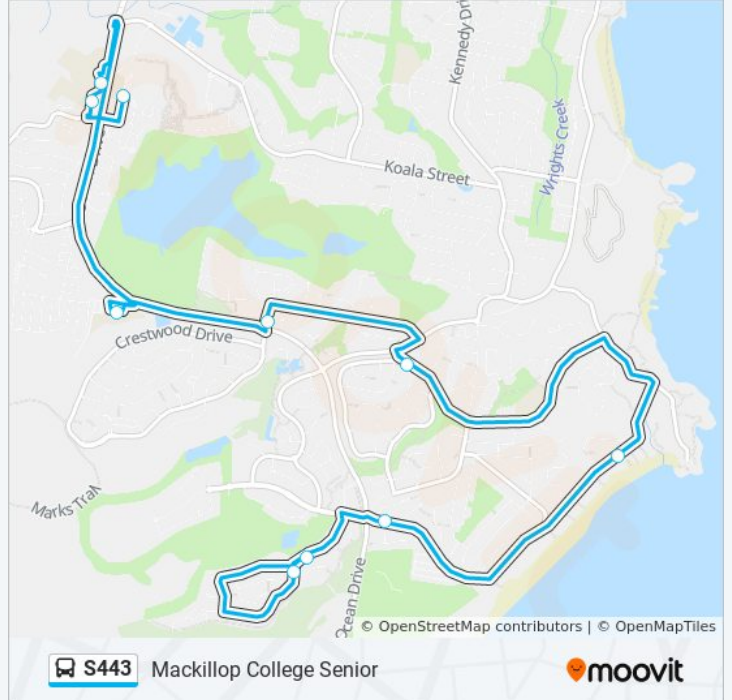 Kennedy Dr
Wrights Creek
Koala Street
Crestwood Drive
Marks Trail
Ocean Drive
© OpenStreetMap contributors | © OpenMapTiles
S443 Mackillop College Senior
moovit